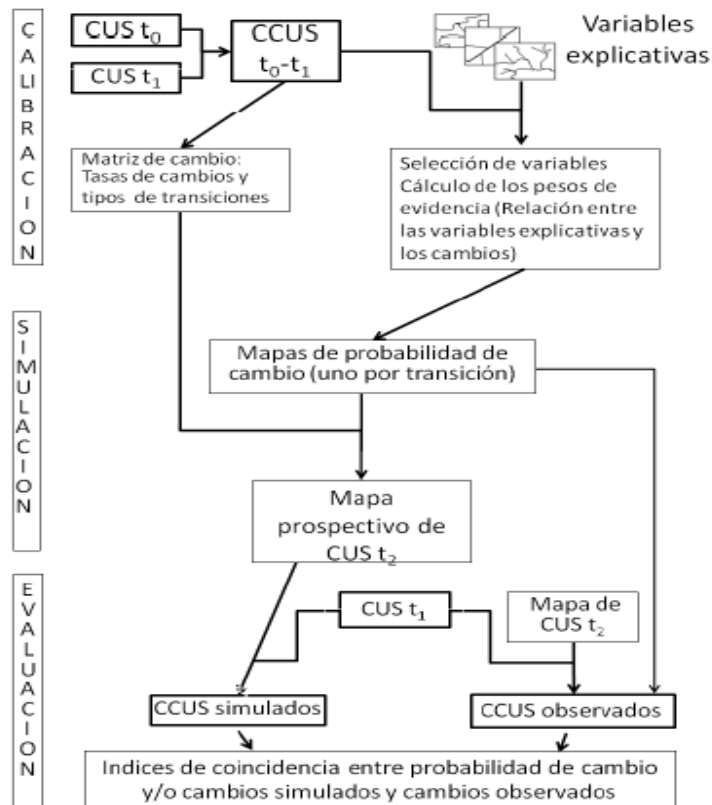 CALIBRACION
CUS t₀
CUS t₁
CCUS
t₀-t₁
Variables
explicativas
Matriz de cambio:
Tasas de cambios y
tipos de transiciones
Selección de variables
Cálculo de los pesos de
evidencia (Relación entre
las variables explicativas y
los cambios)
SIMULACION
Mapas de probabilidad de
cambio (uno por transición)
Mapa
prospectivo de
CUS t₂
EVALUACION
CUS t₁
Mapa de
CUS t₂
CCUS simulados
CCUS observados
Indices de coincidencia entre probabilidad de cambio
y/o cambios simulados y cambios observados